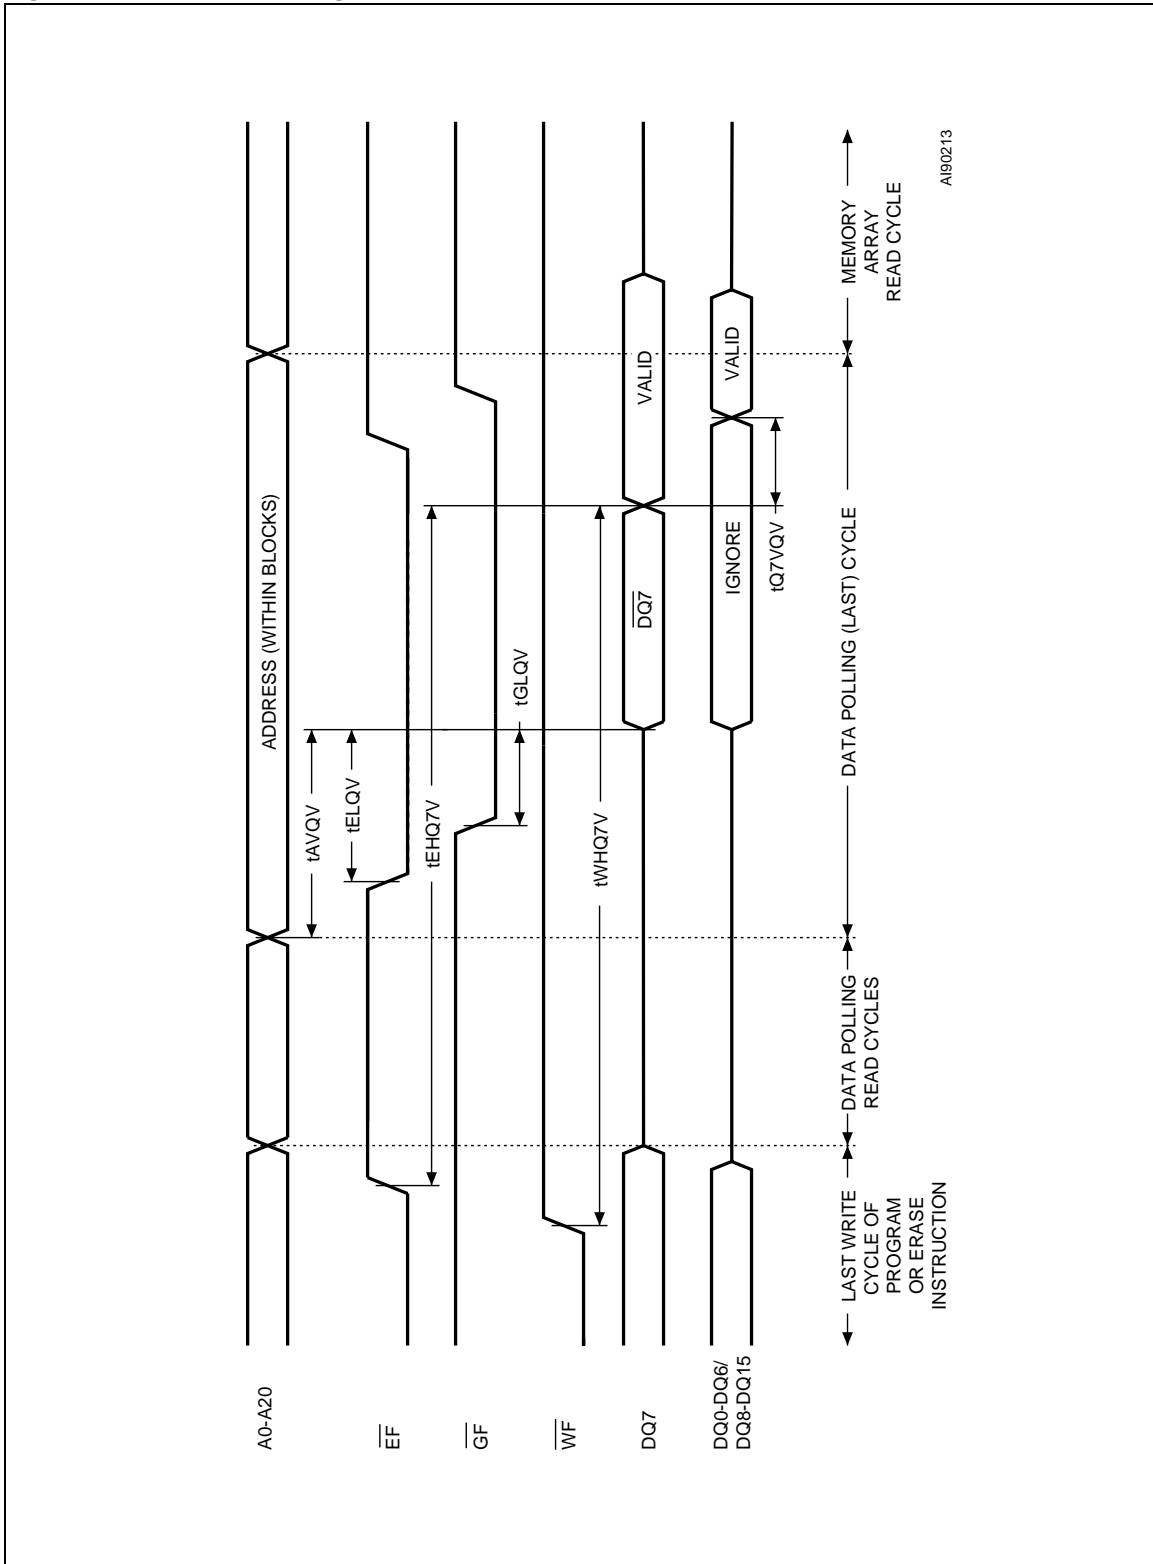 A0-A20
ADDRESS (WITHIN BLOCKS)
tAVQV
tELQV
EF
tEHQ7V
GF
tGLQV
WF
tWHQ7V
DQ7
DQ7
VALID
DQ0-DQ6/
DQ8-DQ15
IGNORE
VALID
tQ7VQV
LAST WRITE
CYCLE OF
PROGRAM
OR ERASE
INSTRUCTION
DATA POLLING
READ CYCLES
DATA POLLING (LAST) CYCLE
MEMORY
ARRAY
READ CYCLE
AI90213